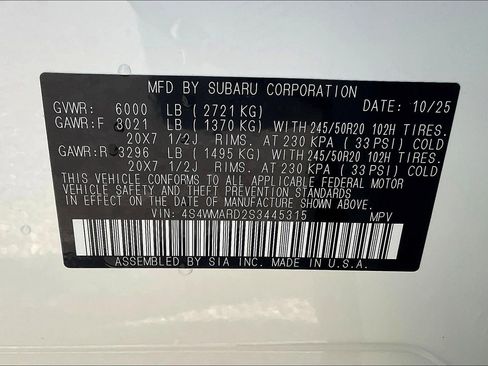 MFD BY SUBARU CORPORATION
GVWR: 6000 LB (2721 KG) DATE: 10/25
GAWR:F 3021 LB (1370 KG) WITH 245/50R20 102H TIRES.
20X7 1/2J RIMS. AT 230 KPA (33 PSI) COLD
GAWR:R 3296 LB (1495 KG) WITH 245/50R20 102H TIRES.
20X7 1/2J RIMS. AT 230 KPA (33 PSI) COLD
THIS VEHICLE CONFORMS TO ALL APPLICABLE FEDERAL MOTOR
VEHICLE SAFETY BUMPER, AND THEFT PREVENTION STANDARDS
IN EFFECT ON THE DATE OF MANUFACTURE SHOWN ABOVE.
VIN: 4S4WMARD2S3445315 MPV
ASSEMBLED BY SIA INC. MADE IN U.S.A.